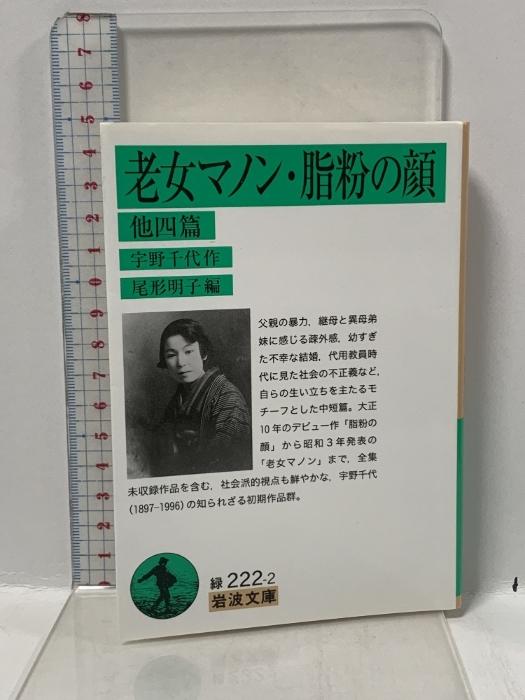 老女マノン・脂粉の顔
他四篇
宇野千代作
尾形明子編
父親の暴力，継母と異母弟
妹に感じる疎外感，幼すぎ
た不幸な結婚，代用教員時
代に見た社会の不正義など，
自らの生い立ちを主たるモ
チーフとした中短篇。大正
10年のデビュー作「脂粉の
顔」から昭和3年発表の
「老女マノン」まで，全集
未収録作品を含む，社会派的視点も鮮やかな，宇野千代
(1897-1996)の知られざる初期作品群。
緑 222-2
岩波文庫